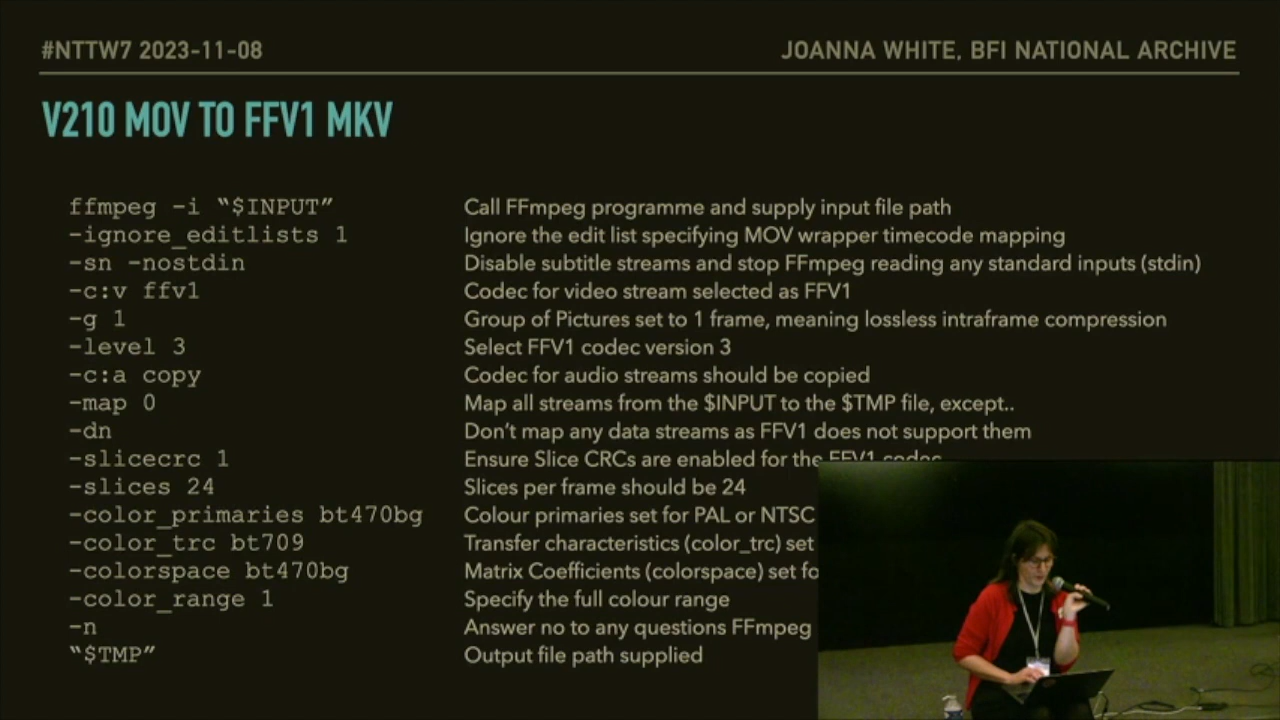 #NTTW7 2023-11-08
JOANNA WHITE, BFI NATIONAL ARCHIVE
V210 MOV TO FFV1 MKV
ffmpeg -i “$INPUT” Call FFmpeg programme and supply input file path
-ignore_editlists 1 Ignore the edit list specifying MOV wrapper timecode mapping
-sn -nostdin Disable subtitle streams and stop FFmpeg reading any standard inputs (stdin)
-c:v ffv1 Codec for video stream selected as FFV1
-g 1 Group of Pictures set to 1 frame, meaning lossless intraframe compression
-level 3 Select FFV1 codec version 3
-c:a copy Codec for audio streams should be copied
-map 0 Map all streams from the $INPUT to the $TMP file, except..
-dn Don’t map any data streams as FFV1 does not support them
-slicecrc 1 Ensure Slice CRCs are enabled for the FFV1 codec
-slices 24 Slices per frame should be 24
-color_primaries bt470bg Colour primaries set for PAL or NTSC
-color_trc bt709 Transfer characteristics (color_trc) set
-colorspace bt470bg Matrix Coefficients (colorspace) set fo
-color_range 1 Specify the full colour range
-n Answer no to any questions FFmpeg
“$TMP” Output file path supplied